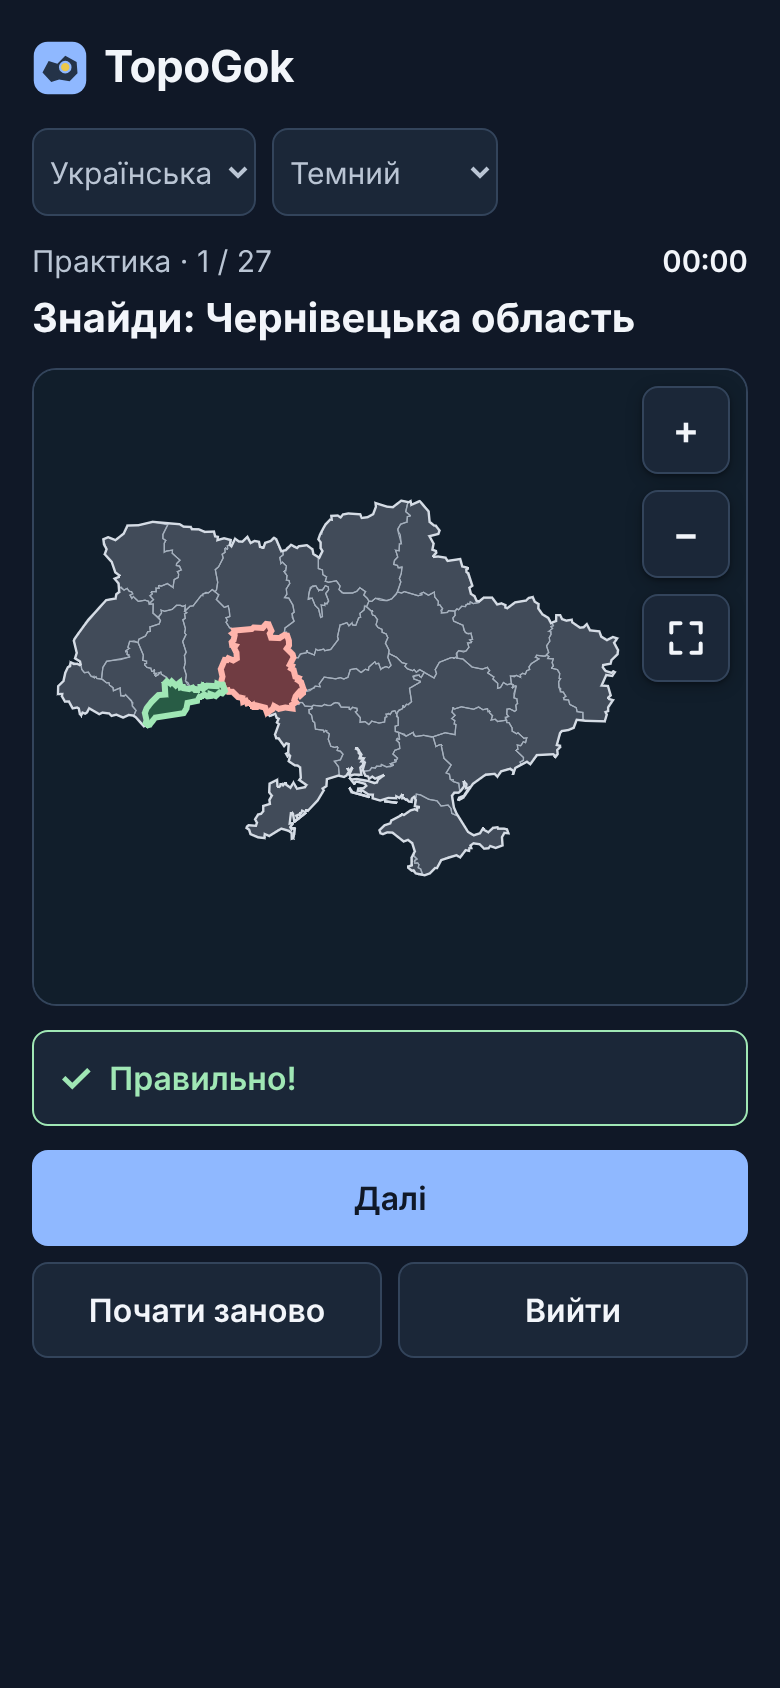 TopoGok
Українська
Темний
Практика · 1 / 27
00:00
Знайди: Чернівецька область
+
−
Правильно!
Далі
Почати заново
Вийти